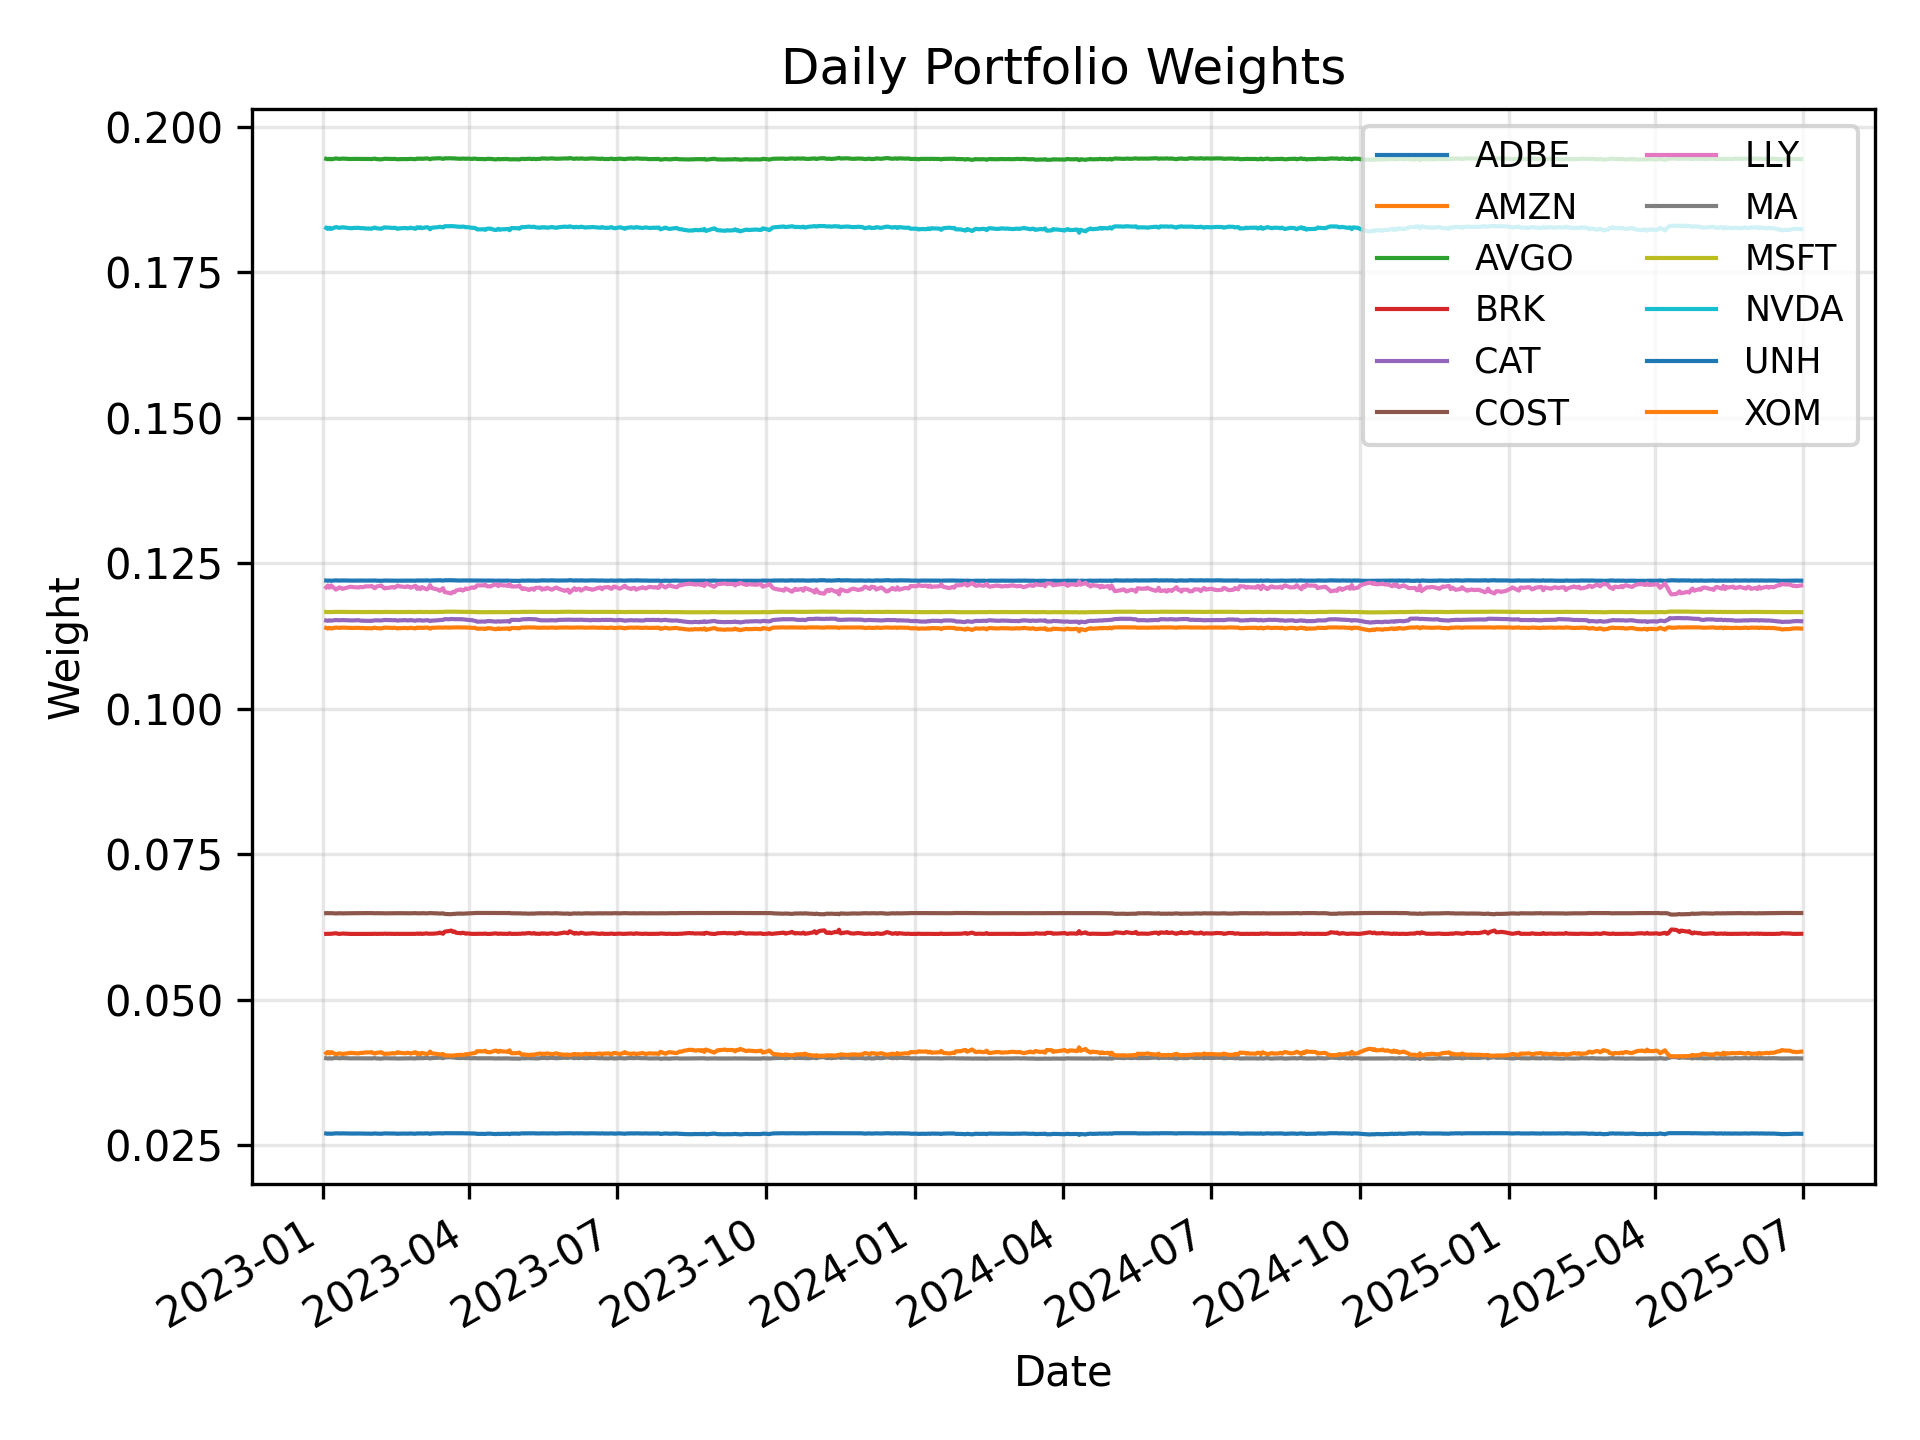 Daily Portfolio Weights
0.200
0.175
0.150
0.125
0.100
0.075
0.050
0.025
Weight
ADBE
AMZN
AVGO
BRK
CAT
COST
LLY
MA
MSFT
NVDA
UNH
XOM
2023-01
2023-04
2023-07
2023-10
2024-01
2024-04
2024-07
2024-10
2025-01
2025-04
2025-07
Date